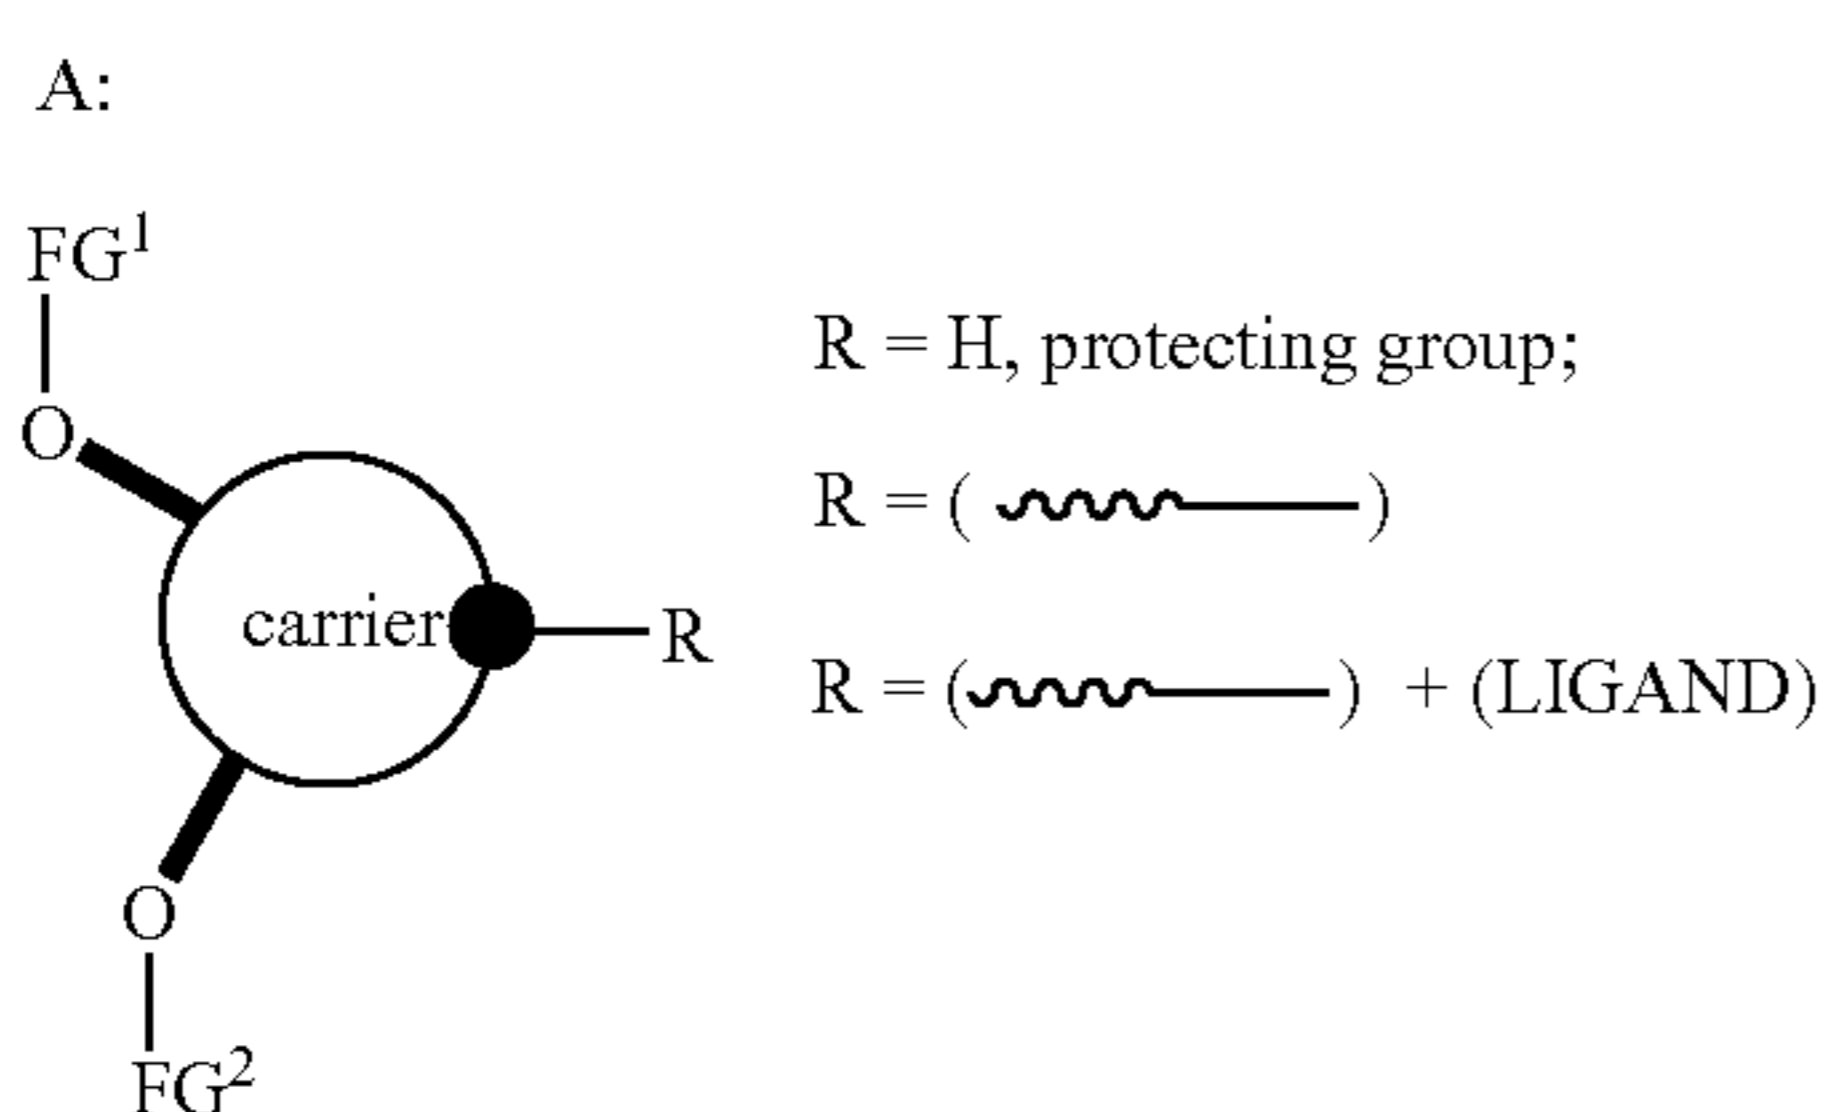 A:
FG¹
O
carrier
R
O
FG²
R = H, protecting group;
R = ( )
R = ( ) + (LIGAND)